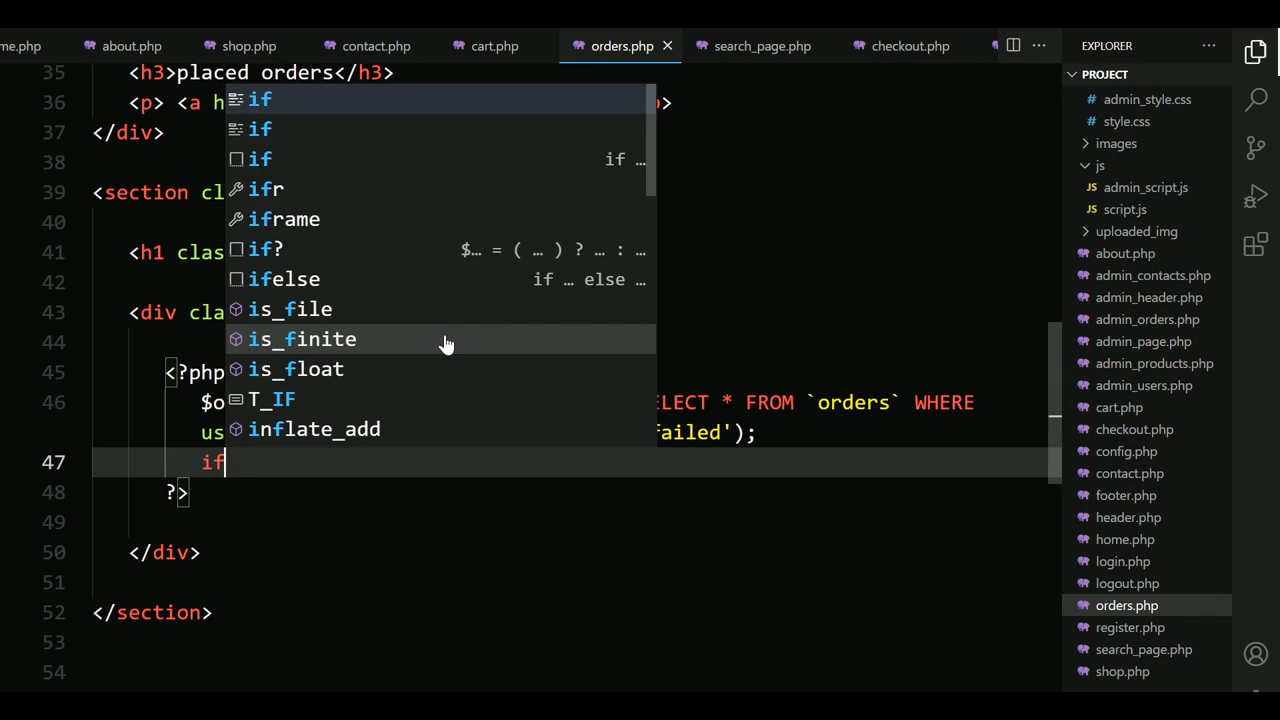 me.php about.php shop.php contact.php cart.php orders.php search_page.php checkout.php
35 <h3>placed orders</h3>
36 <p> <a h >
37 </div>
38
39 <section cl
40
41 <h1 clas
42
43 <div cla
44
45 <?php
46 $o ELECT * FROM `orders` WHERE
us failed');
47 if
48 ?>
49
50 </div>
51
52 </section>
53
54
if
if
if if …
ifr
iframe
if? $… = ( … ) ? … : …
ifelse if … else …
is_file
is_finite
is_float
T_IF
inflate_add
EXPLORER
PROJECT
# admin_style.css
# style.css
images
js
JS admin_script.js
JS script.js
uploaded_img
about.php
admin_contacts.php
admin_header.php
admin_orders.php
admin_page.php
admin_products.php
admin_users.php
cart.php
checkout.php
config.php
contact.php
footer.php
header.php
home.php
login.php
logout.php
orders.php
register.php
search_page.php
shop.php